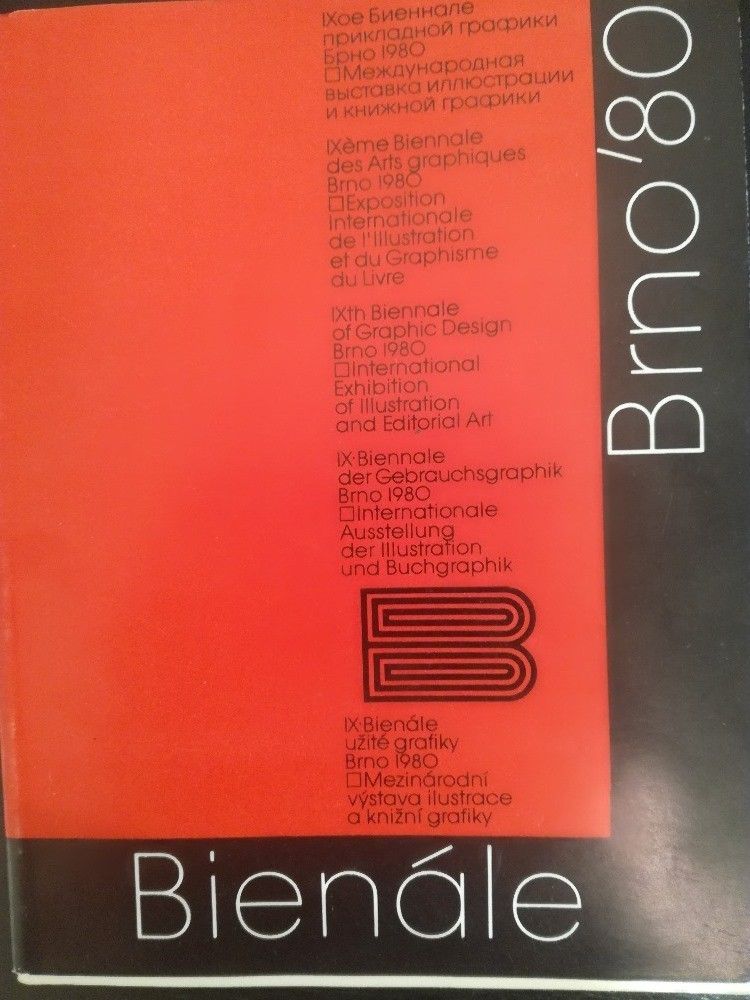 IXое Биеннале
прикладной графики
Брно 1980
□Международная
выставка иллюстрации
и книжной графики
IXème Biennale
des Arts graphiques
Brno 1980
□Exposition
Internationale
de l'Illustration
et du Graphisme
du Livre
IXth Biennale
of Graphic Design
Brno 1980
□International
Exhibition
of Illustration
and Editorial Art
IX·Biennale
der Gebrauchsgraphik
Brno 1980
□Internationale
Ausstellung
der Illustration
und Buchgraphik
B
IX·Bienále
užité grafiky
Brno 1980
□Mezinárodní
výstava ilustrace
a knižní grafiky
Bienále
Brno'80